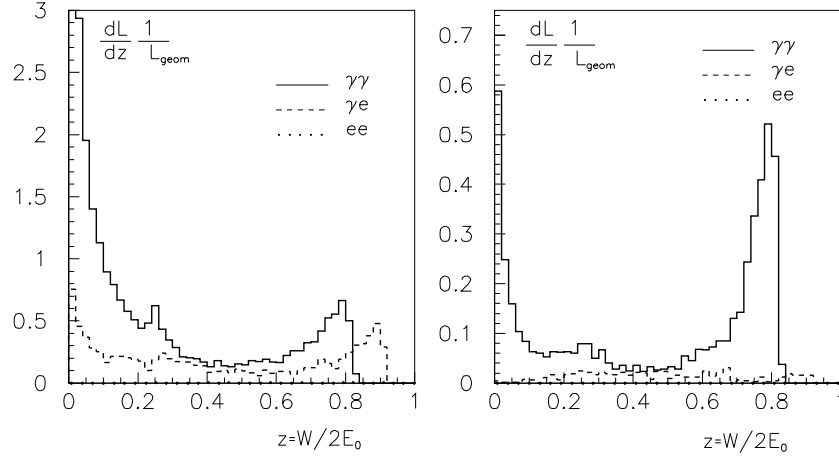 3
2.5
2
1.5
1
0.5
0
0 0.2 0.4 0.6 0.8 1
dL 1
dz L_geom
γγ
γe
ee
z=W/2E₀
0.7
0.6
0.5
0.4
0.3
0.2
0.1
0
0 0.2 0.4 0.6 0.8 1
dL 1
dz L_geom
γγ
γe
ee
z=W/2E₀